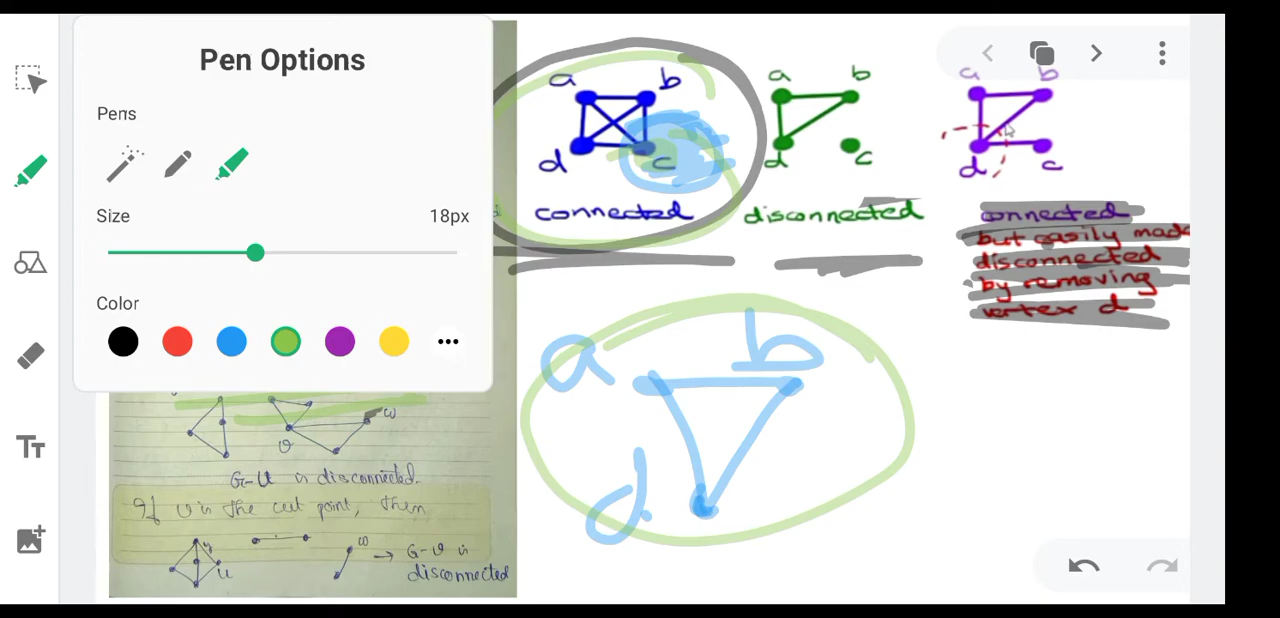 Pen Options
Pens
Size 18px
Color
TT
a b
d c
connected
a b
d c
disconnected
a b
d c
connected
but easily made
disconnected
by removing
vertex d
a b
d
ω
v
G-U is disconnected.
If v is the cut point, then
y ω → G-v is
u disconnected